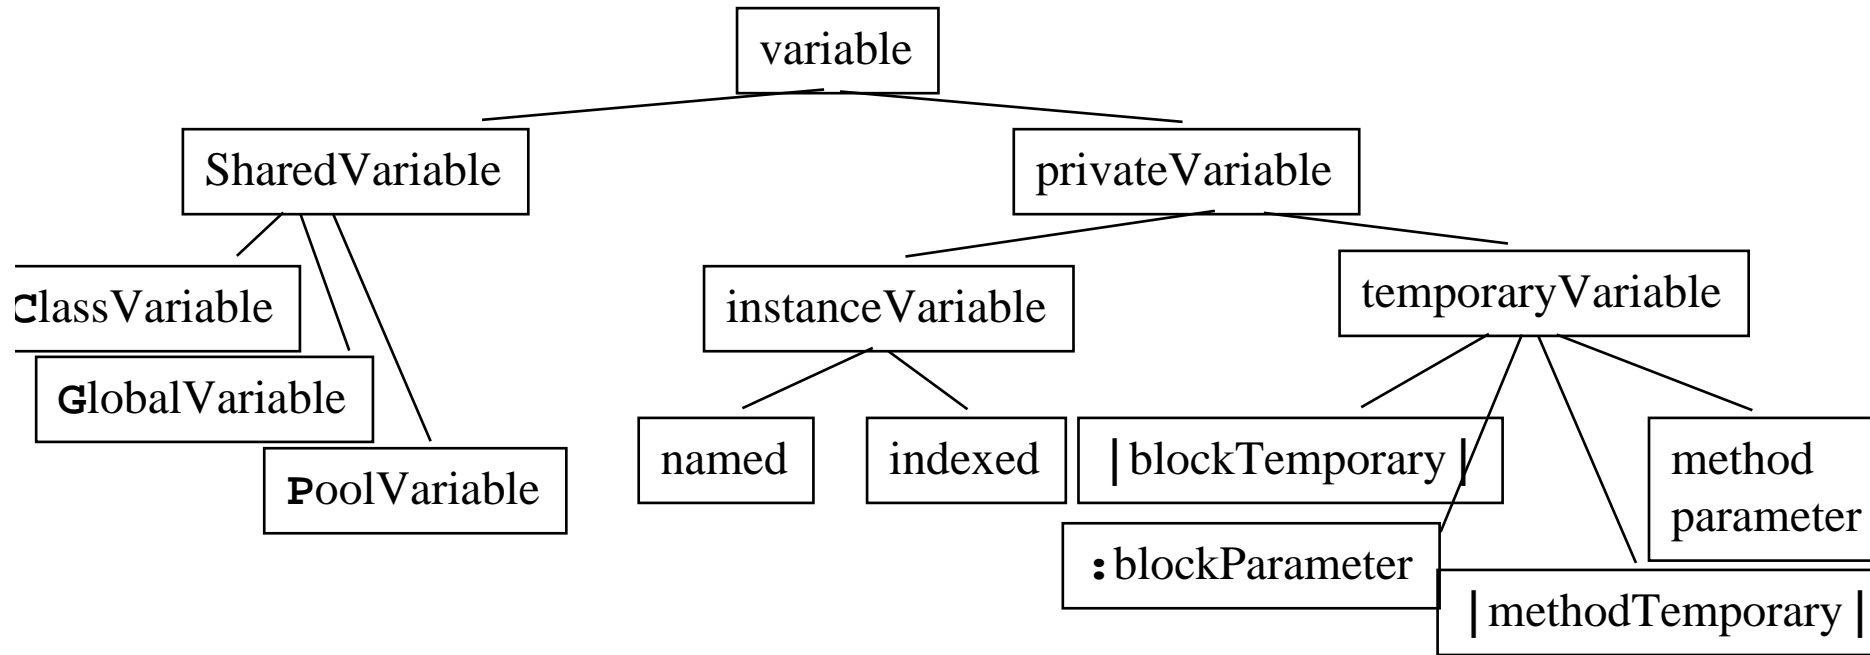 variable
SharedVariable
privateVariable
ClassVariable
instanceVariable
temporaryVariable
GlobalVariable
PoolVariable
named
indexed
|blockTemporary|
method
parameter
:blockParameter
|methodTemporary|